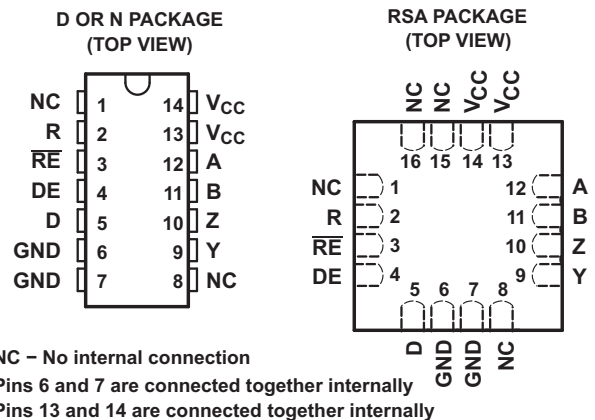 D OR N PACKAGE
(TOP VIEW)
NC 1 14 VCC
R 2 13 VCC
RE 3 12 A
DE 4 11 B
D 5 10 Z
GND 6 9 Y
GND 7 8 NC
RSA PACKAGE
(TOP VIEW)
NC NC VCC VCC
16 15 14 13
NC 1 12 A
R 2 11 B
RE 3 10 Z
DE 4 9 Y
5 6 7 8
D GND GND NC
NC − No internal connection
Pins 6 and 7 are connected together internally
Pins 13 and 14 are connected together internally